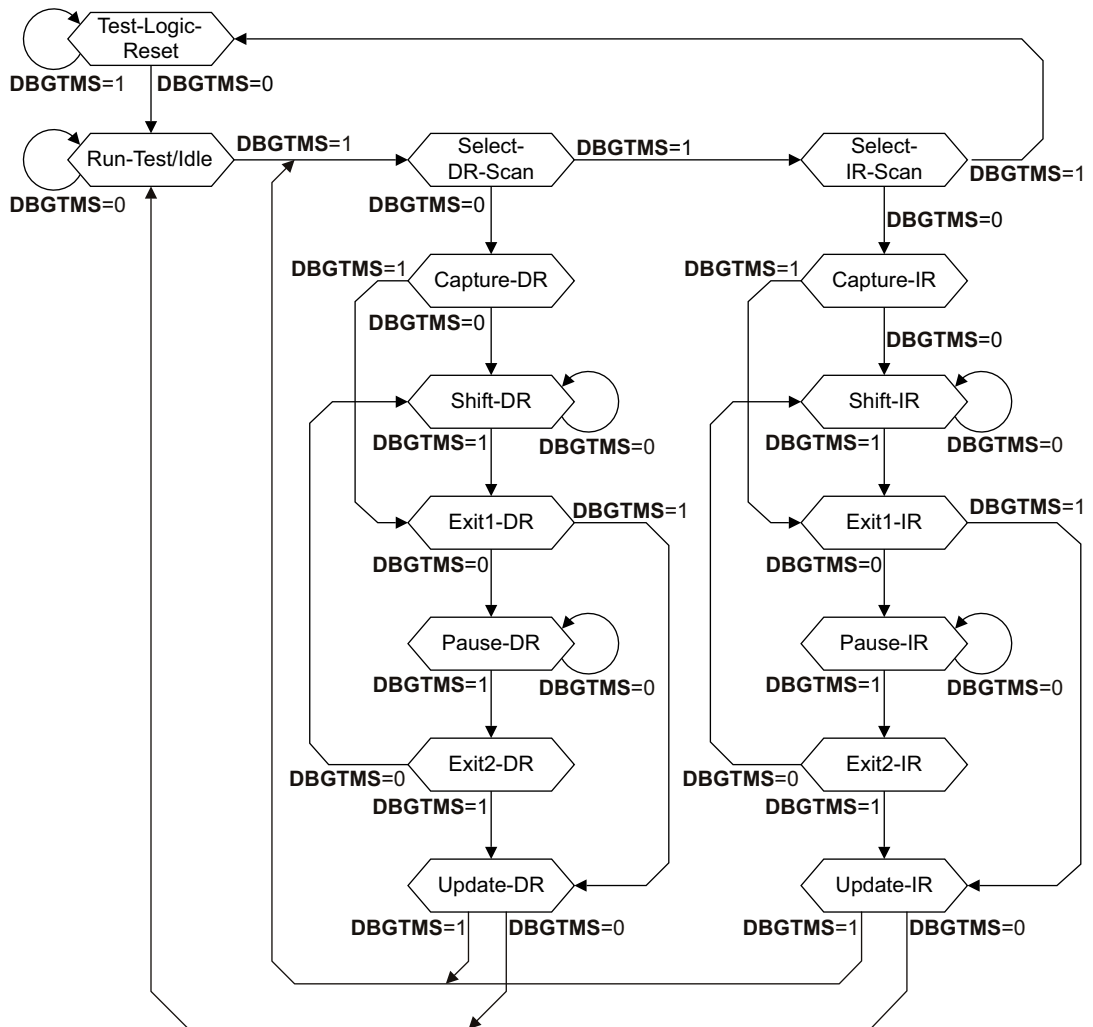 Test-Logic-
Reset
DBGTMS=1
DBGTMS=0
Run-Test/Idle
DBGTMS=0
DBGTMS=1
Select-
DR-Scan
DBGTMS=1
Select-
IR-Scan
DBGTMS=1
DBGTMS=0
DBGTMS=0
DBGTMS=1
Capture-DR
DBGTMS=1
Capture-IR
DBGTMS=0
DBGTMS=0
Shift-DR
Shift-IR
DBGTMS=1
DBGTMS=0
DBGTMS=1
DBGTMS=0
Exit1-DR
DBGTMS=1
Exit1-IR
DBGTMS=1
DBGTMS=0
DBGTMS=0
Pause-DR
Pause-IR
DBGTMS=1
DBGTMS=0
DBGTMS=1
DBGTMS=0
Exit2-DR
Exit2-IR
DBGTMS=0
DBGTMS=0
DBGTMS=1
DBGTMS=1
Update-DR
Update-IR
DBGTMS=1
DBGTMS=0
DBGTMS=1
DBGTMS=0